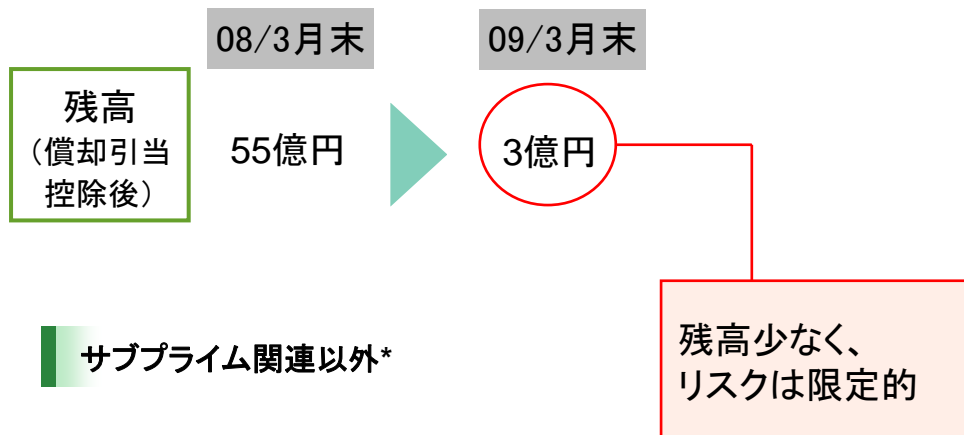 08/3月末
09/3月末
残高
（償却引当
控除後）
55億円
3億円
残高少なく、
リスクは限定的
サブプライム関連以外*